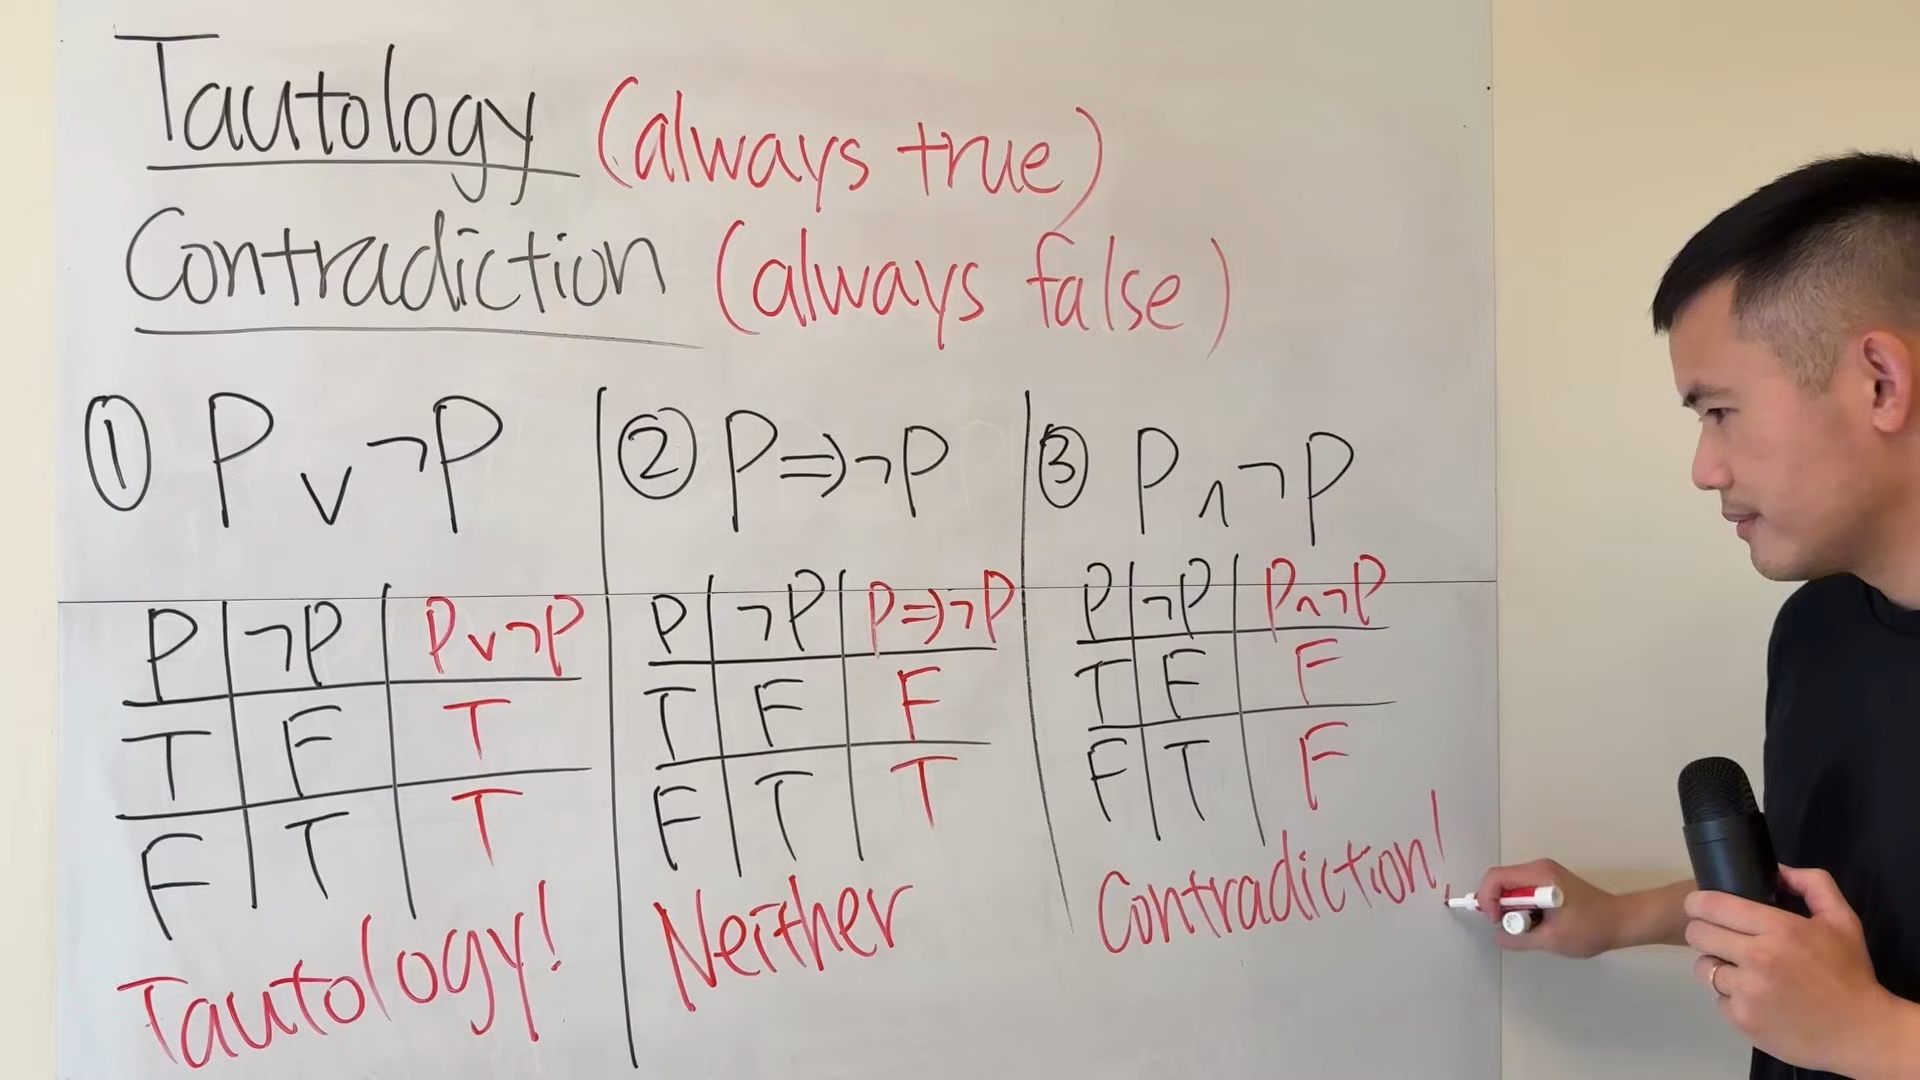 Tautology (always true)
Contradiction (always false)
① P ∨ ¬P
P ¬P P∨¬P
T F T
F T T
Tautology!
② P⇒¬P
P ¬P P⇒¬P
T F F
F T T
Neither
③ P ∧ ¬P
P ¬P P∧¬P
T F F
F T F
Contradiction!